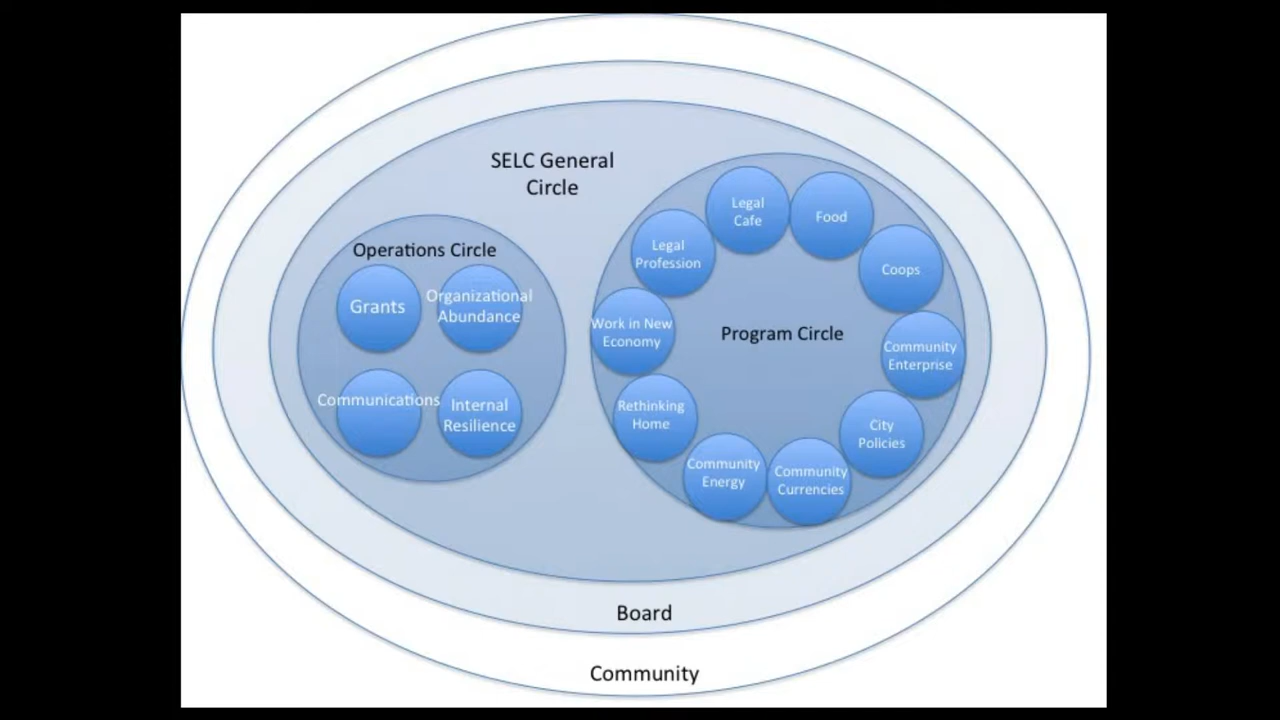 SELC General
Circle
Operations Circle
Grants
Organizational
Abundance
Communications
Internal
Resilience
Program Circle
Legal
Cafe
Food
Coops
Community
Enterprise
City
Policies
Community
Currencies
Community
Energy
Rethinking
Home
Work in New
Economy
Legal
Profession
Board
Community